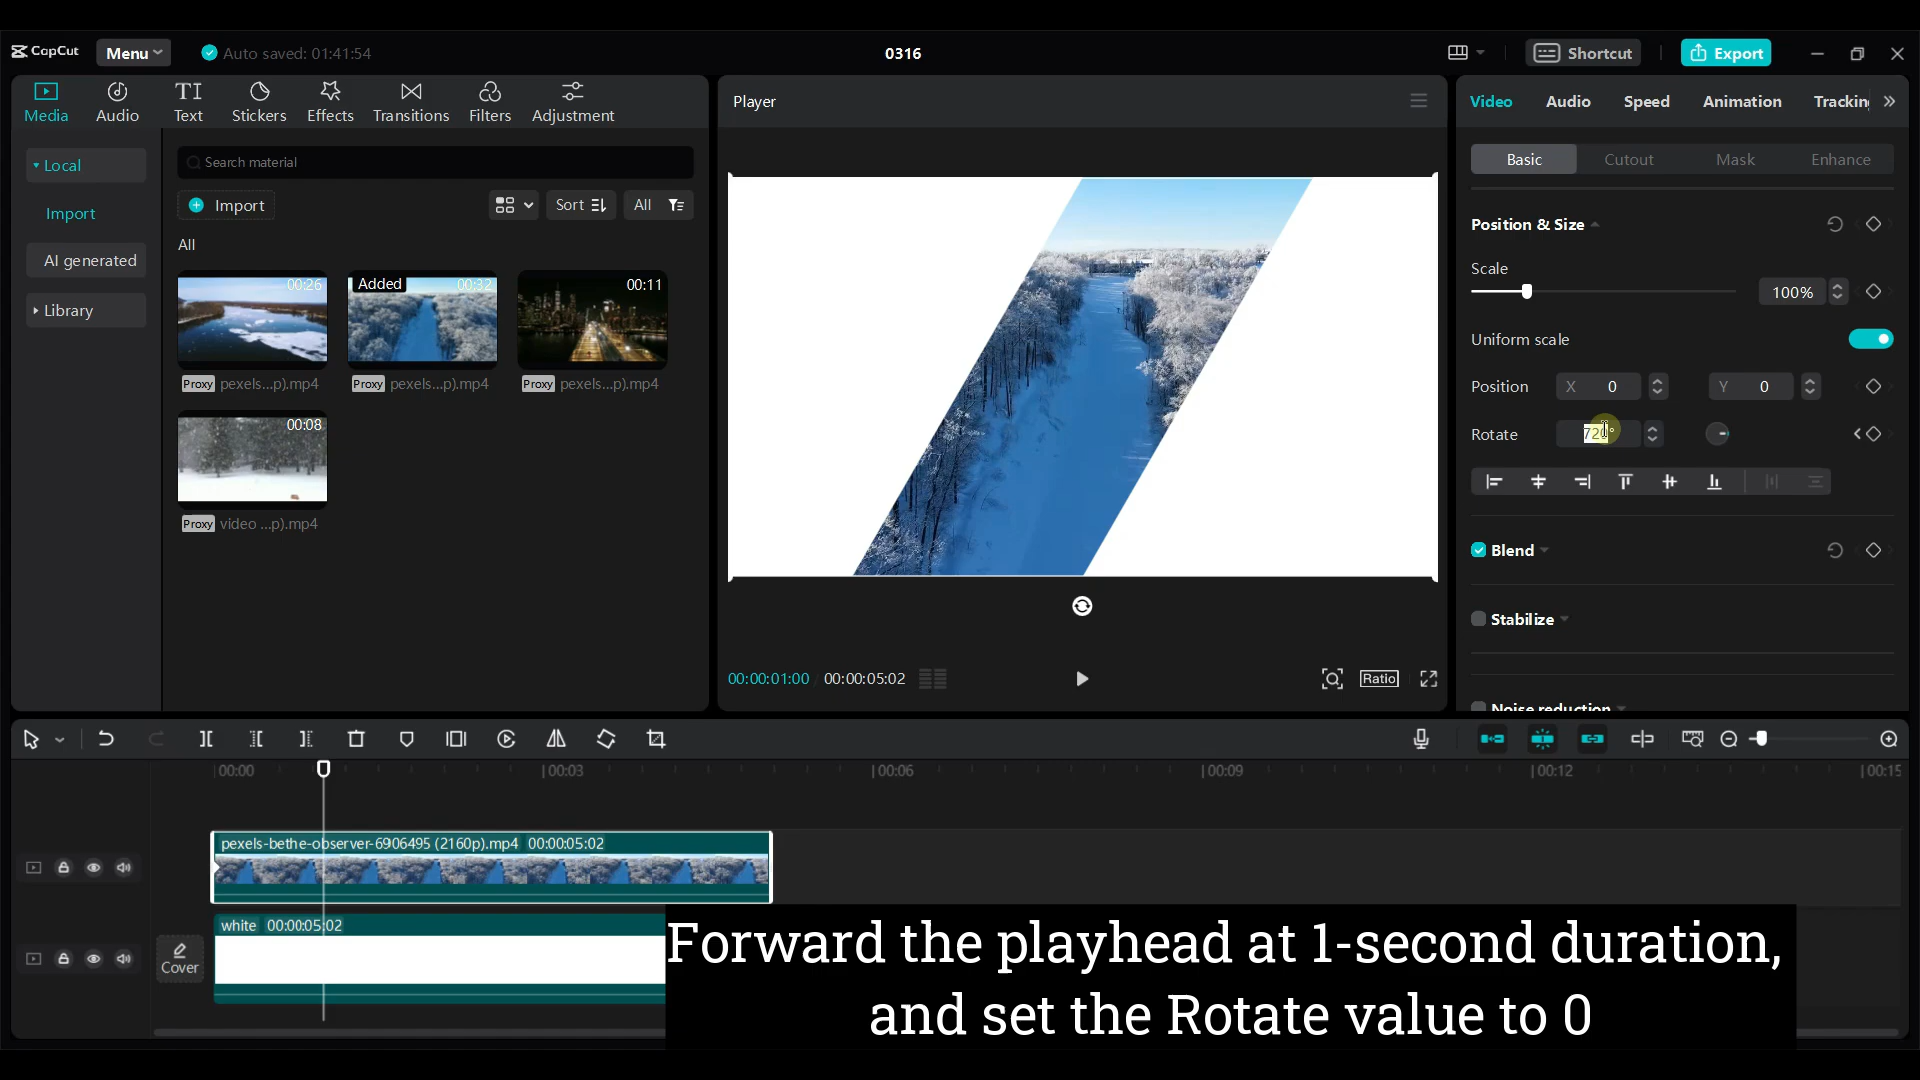 CapCut
Menu
Auto saved: 01:41:54
0316
Shortcut
Export
Media
Audio
Text
Stickers
Effects
Transitions
Filters
Adjustment
Local
Import
AI generated
Library
Search material
Import
Sort
All
All
00:26
Added
00:32
00:11
Proxy pexels...p).mp4
Proxy pexels...p).mp4
Proxy pexels...p).mp4
00:08
Proxy video ...p).mp4
Player
00:00:01:00
00:00:05:02
Ratio
Video
Audio
Speed
Animation
Tracking
Basic
Cutout
Mask
Enhance
Position & Size
Scale
100%
Uniform scale
Position
X 0
Y 0
Rotate
720°
Blend
Stabilize
Noise reduction
00:00
00:03
00:06
00:09
00:12
00:15
pexels-bethe-observer-6906495 (2160p).mp4 00:00:05:02
Cover
white 00:00:05:02
Forward the playhead at 1-second duration,
and set the Rotate value to 0